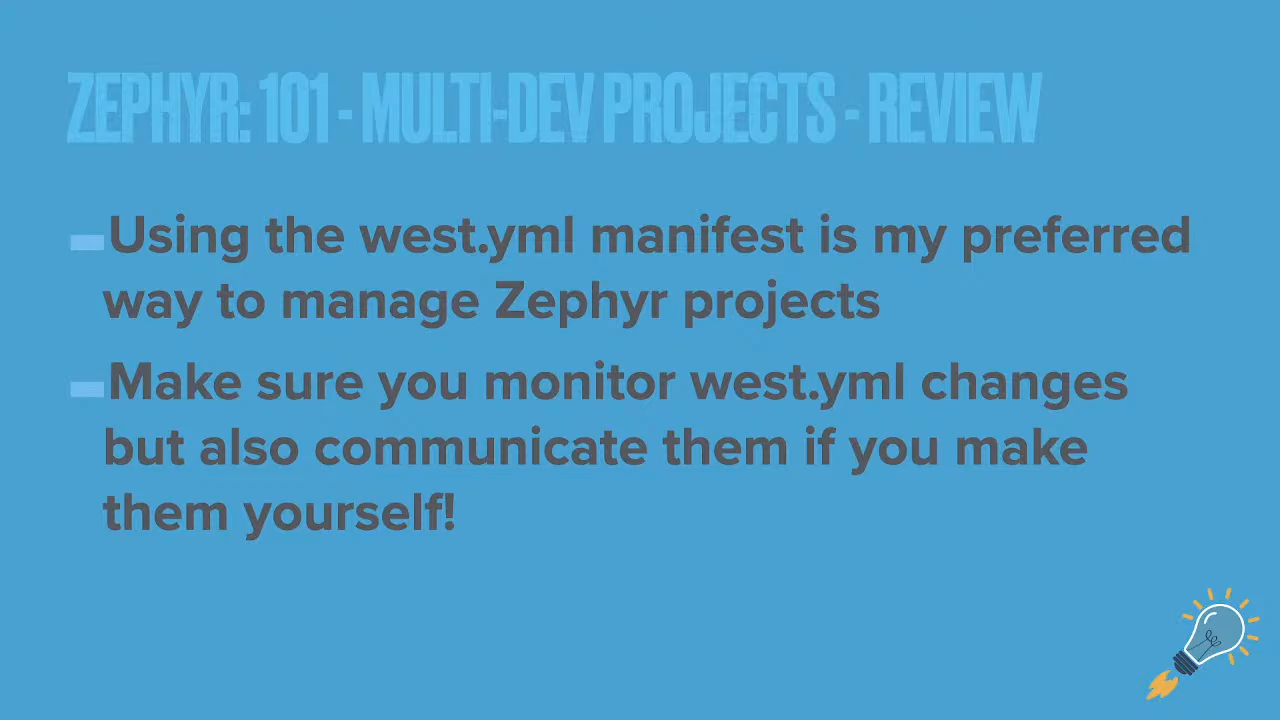 ZEPHYR: 101 - MULTI-DEV PROJECTS - REVIEW
Using the west.yml manifest is my preferred
way to manage Zephyr projects
Make sure you monitor west.yml changes
but also communicate them if you make
them yourself!